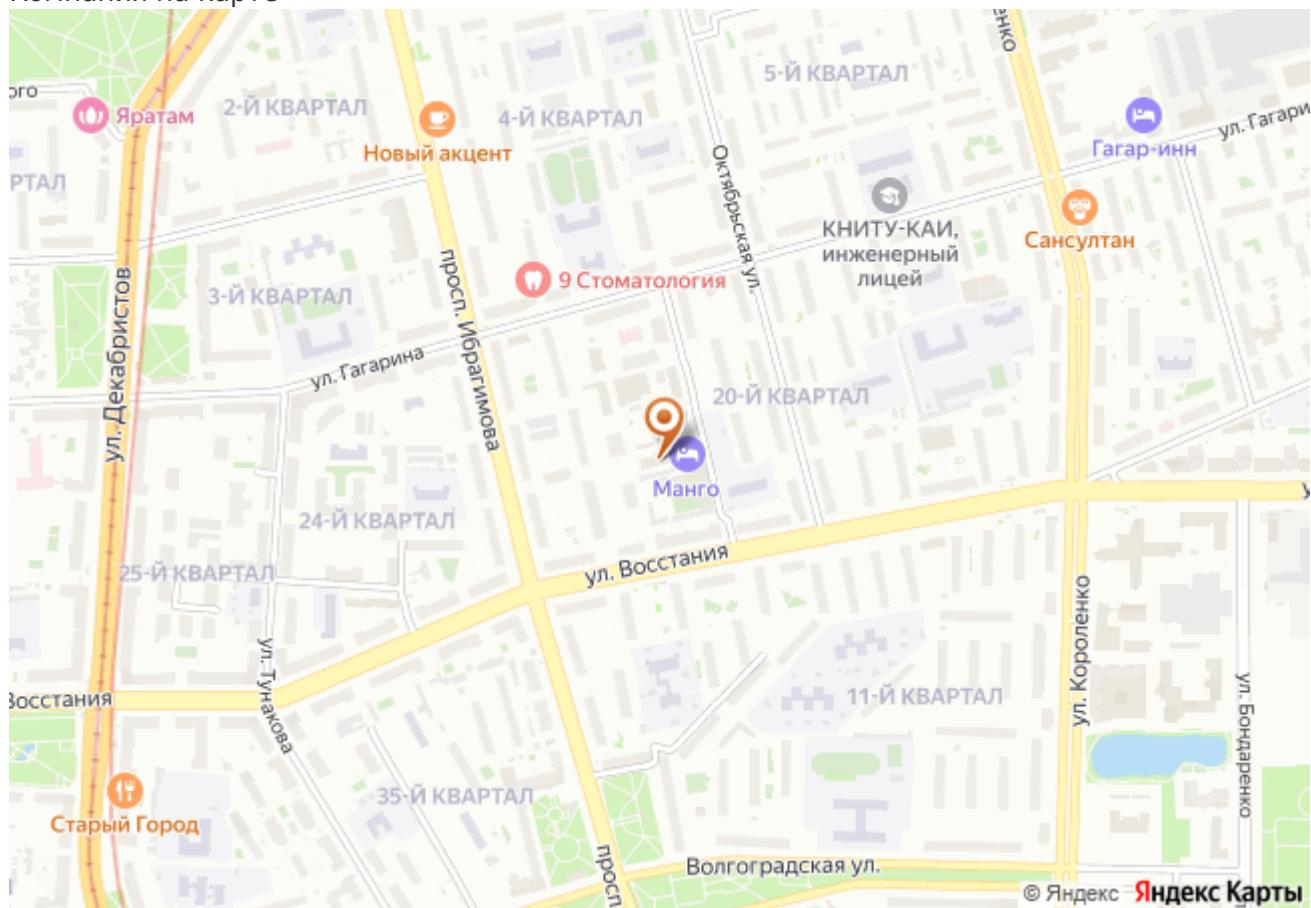 5-Й КВАРТАЛ
2-Й КВАРТАЛ
4-Й КВАРТАЛ
Яратам
Новый акцент
Гагар-инн
ул. Гагари
РТАЛ
Октябрьская ул.
КНИТУ-КАИ,
инженерный
лицей
Сансултан
9 Стоматология
3-Й КВАРТАЛ
просп. Ибрагимова
ул. Декабристов
ул. Гагарина
20-Й КВАРТАЛ
Манго
24-Й КВАРТАЛ
ул. Восстания
25-Й КВАРТАЛ
ул. Тунакова
Восстания
11-Й КВАРТАЛ
ул. Короленко
ул. Бондаренко
35-Й КВАРТАЛ
Старый Город
просп
Волгоградская ул.
© Яндекс Яндекс Карты